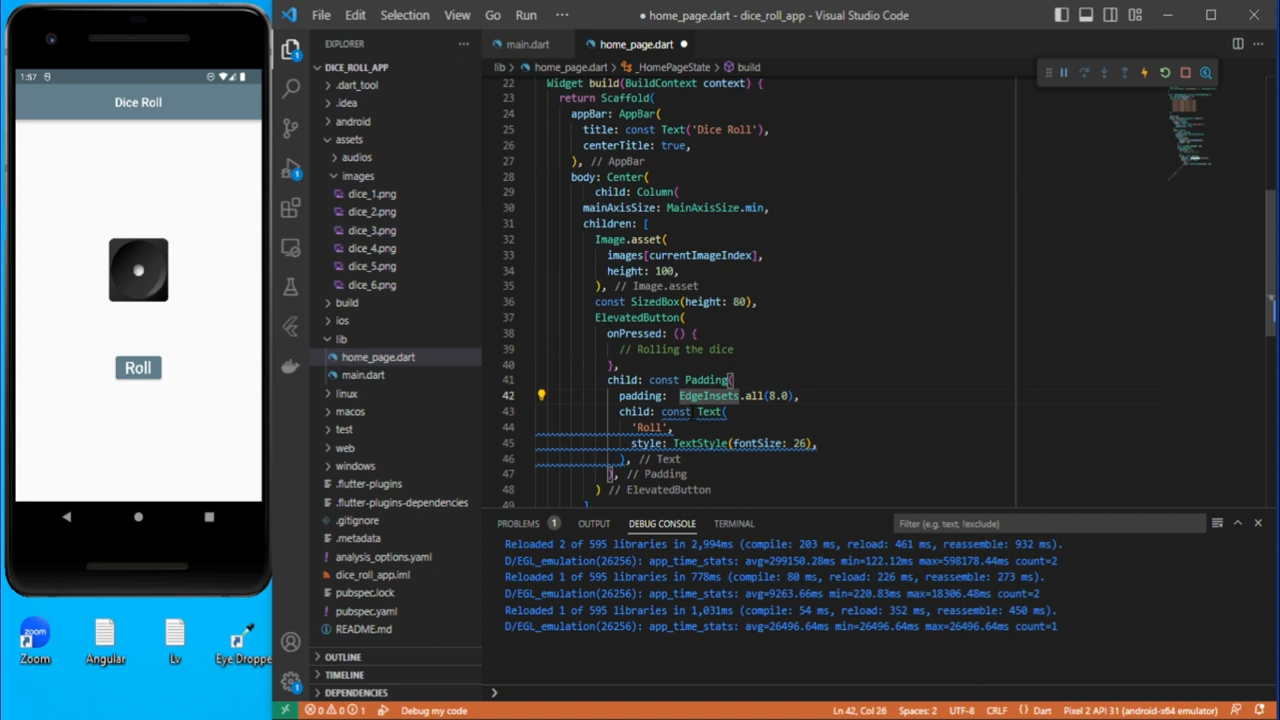 1:57
Dice Roll
Roll
Zoom
Angular
Lv
Eye Droppe
File Edit Selection View Go Run ···
● home_page.dart - dice_roll_app - Visual Studio Code
EXPLORER
DICE_ROLL_APP
.dart_tool
.idea
android
assets
audios
images
dice_1.png
dice_2.png
dice_3.png
dice_4.png
dice_5.png
dice_6.png
build
ios
lib
home_page.dart
main.dart
linux
macos
test
web
windows
.flutter-plugins
.flutter-plugins-dependencies
.gitignore
.metadata
analysis_options.yaml
dice_roll_app.iml
pubspec.lock
pubspec.yaml
README.md
OUTLINE
TIMELINE
DEPENDENCIES
main.dart
home_page.dart ●
lib > home_page.dart > _HomePageState > build
22 Widget build(BuildContext context) {
23 return Scaffold(
24 appBar: AppBar(
25 title: const Text('Dice Roll'),
26 centerTitle: true,
27 ), // AppBar
28 body: Center(
29 child: Column(
30 mainAxisSize: MainAxisSize.min,
31 children: [
32 Image.asset(
33 images[currentImageIndex],
34 height: 100,
35 ), // Image.asset
36 const SizedBox(height: 80),
37 ElevatedButton(
38 onPressed: () {
39 // Rolling the dice
40 },
41 child: const Padding(
42 padding: EdgeInsets.all(8.0),
43 child: const Text(
44 'Roll',
45 style: TextStyle(fontSize: 26),
46 ), // Text
47 ), // Padding
48 ) // ElevatedButton
49 ]
PROBLEMS 1 OUTPUT DEBUG CONSOLE TERMINAL
Filter (e.g. text, !exclude)
Reloaded 2 of 595 libraries in 2,994ms (compile: 203 ms, reload: 461 ms, reassemble: 932 ms).
D/EGL_emulation(26256): app_time_stats: avg=299150.28ms min=122.12ms max=598178.44ms count=2
Reloaded 1 of 595 libraries in 778ms (compile: 80 ms, reload: 226 ms, reassemble: 273 ms).
D/EGL_emulation(26256): app_time_stats: avg=9263.66ms min=220.83ms max=18306.48ms count=2
Reloaded 1 of 595 libraries in 1,031ms (compile: 54 ms, reload: 352 ms, reassemble: 450 ms).
D/EGL_emulation(26256): app_time_stats: avg=26496.64ms min=26496.64ms max=26496.64ms count=1
0 0 1 Debug my code
Ln 42, Col 26 Spaces: 2 UTF-8 CRLF {} Dart Pixel 2 API 31 (android-x64 emulator)